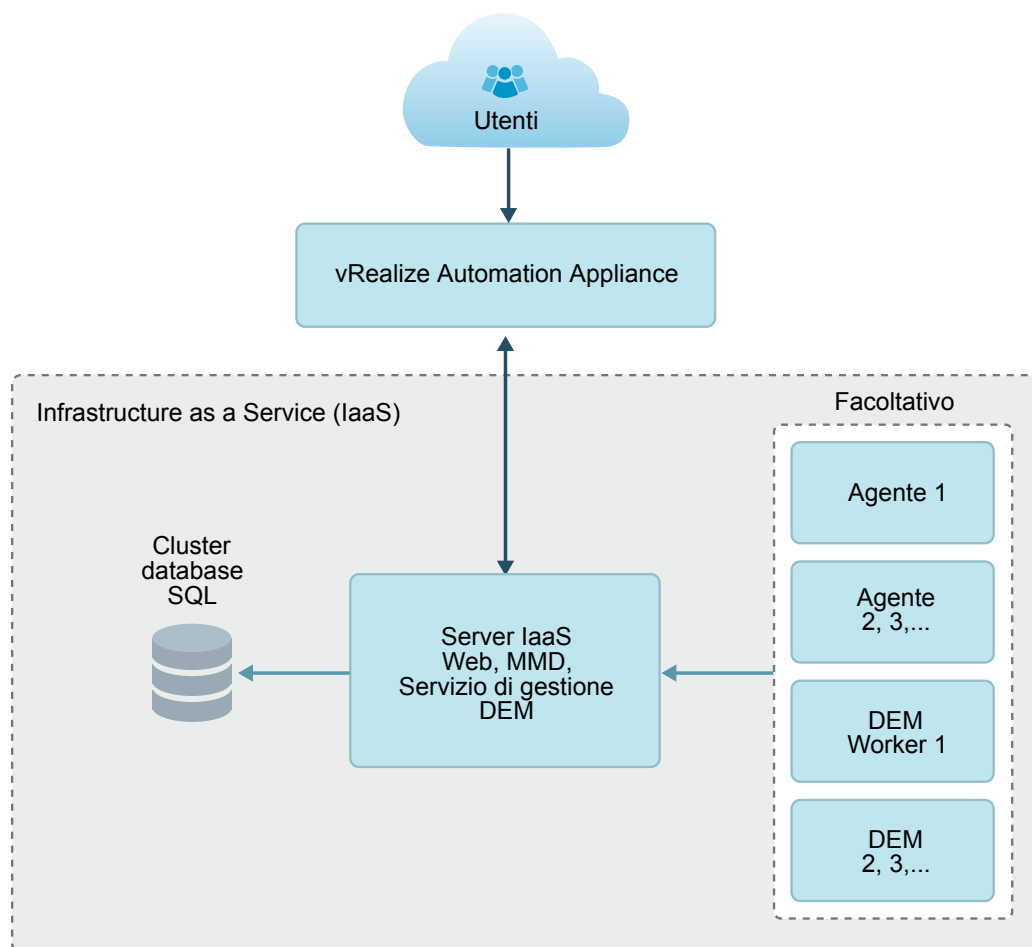 Utenti
vRealize Automation Appliance
Infrastructure as a Service (IaaS)
Facoltativo
Agente 1
Agente
2, 3,...
DEM
Worker 1
DEM
2, 3,...
Cluster
database
SQL
Server IaaS
Web, MMD,
Servizio di gestione
DEM